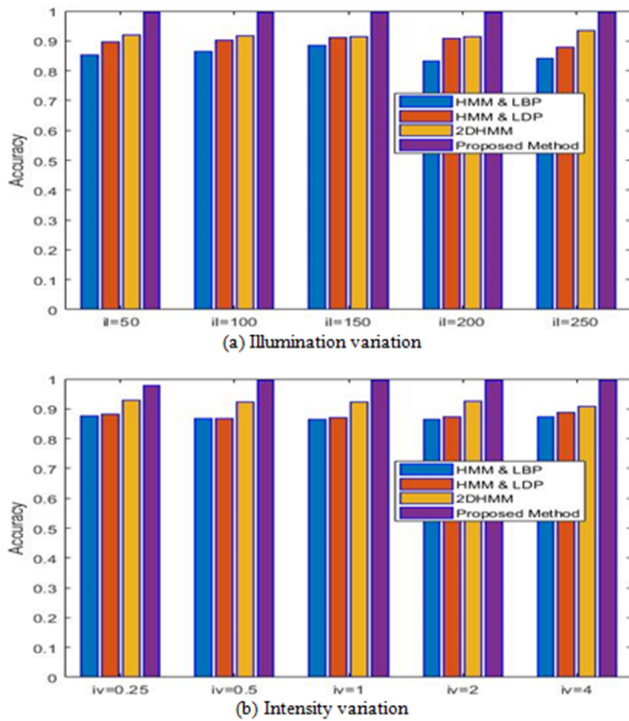 1
0.9
0.8
0.7
0.6
0.5
0.4
0.3
0.2
0.1
0
Accuracy
HMM & LBP
HMM & LDP
2DHMM
Proposed Method
il=50 il=100 il=150 il=200 il=250
(a) Illumination variation
1
0.9
0.8
0.7
0.6
0.5
0.4
0.3
0.2
0.1
0
Accuracy
HMM & LBP
HMM & LDP
2DHMM
Proposed Method
iv=0.25 iv=0.5 iv=1 iv=2 iv=4
(b) Intensity variation